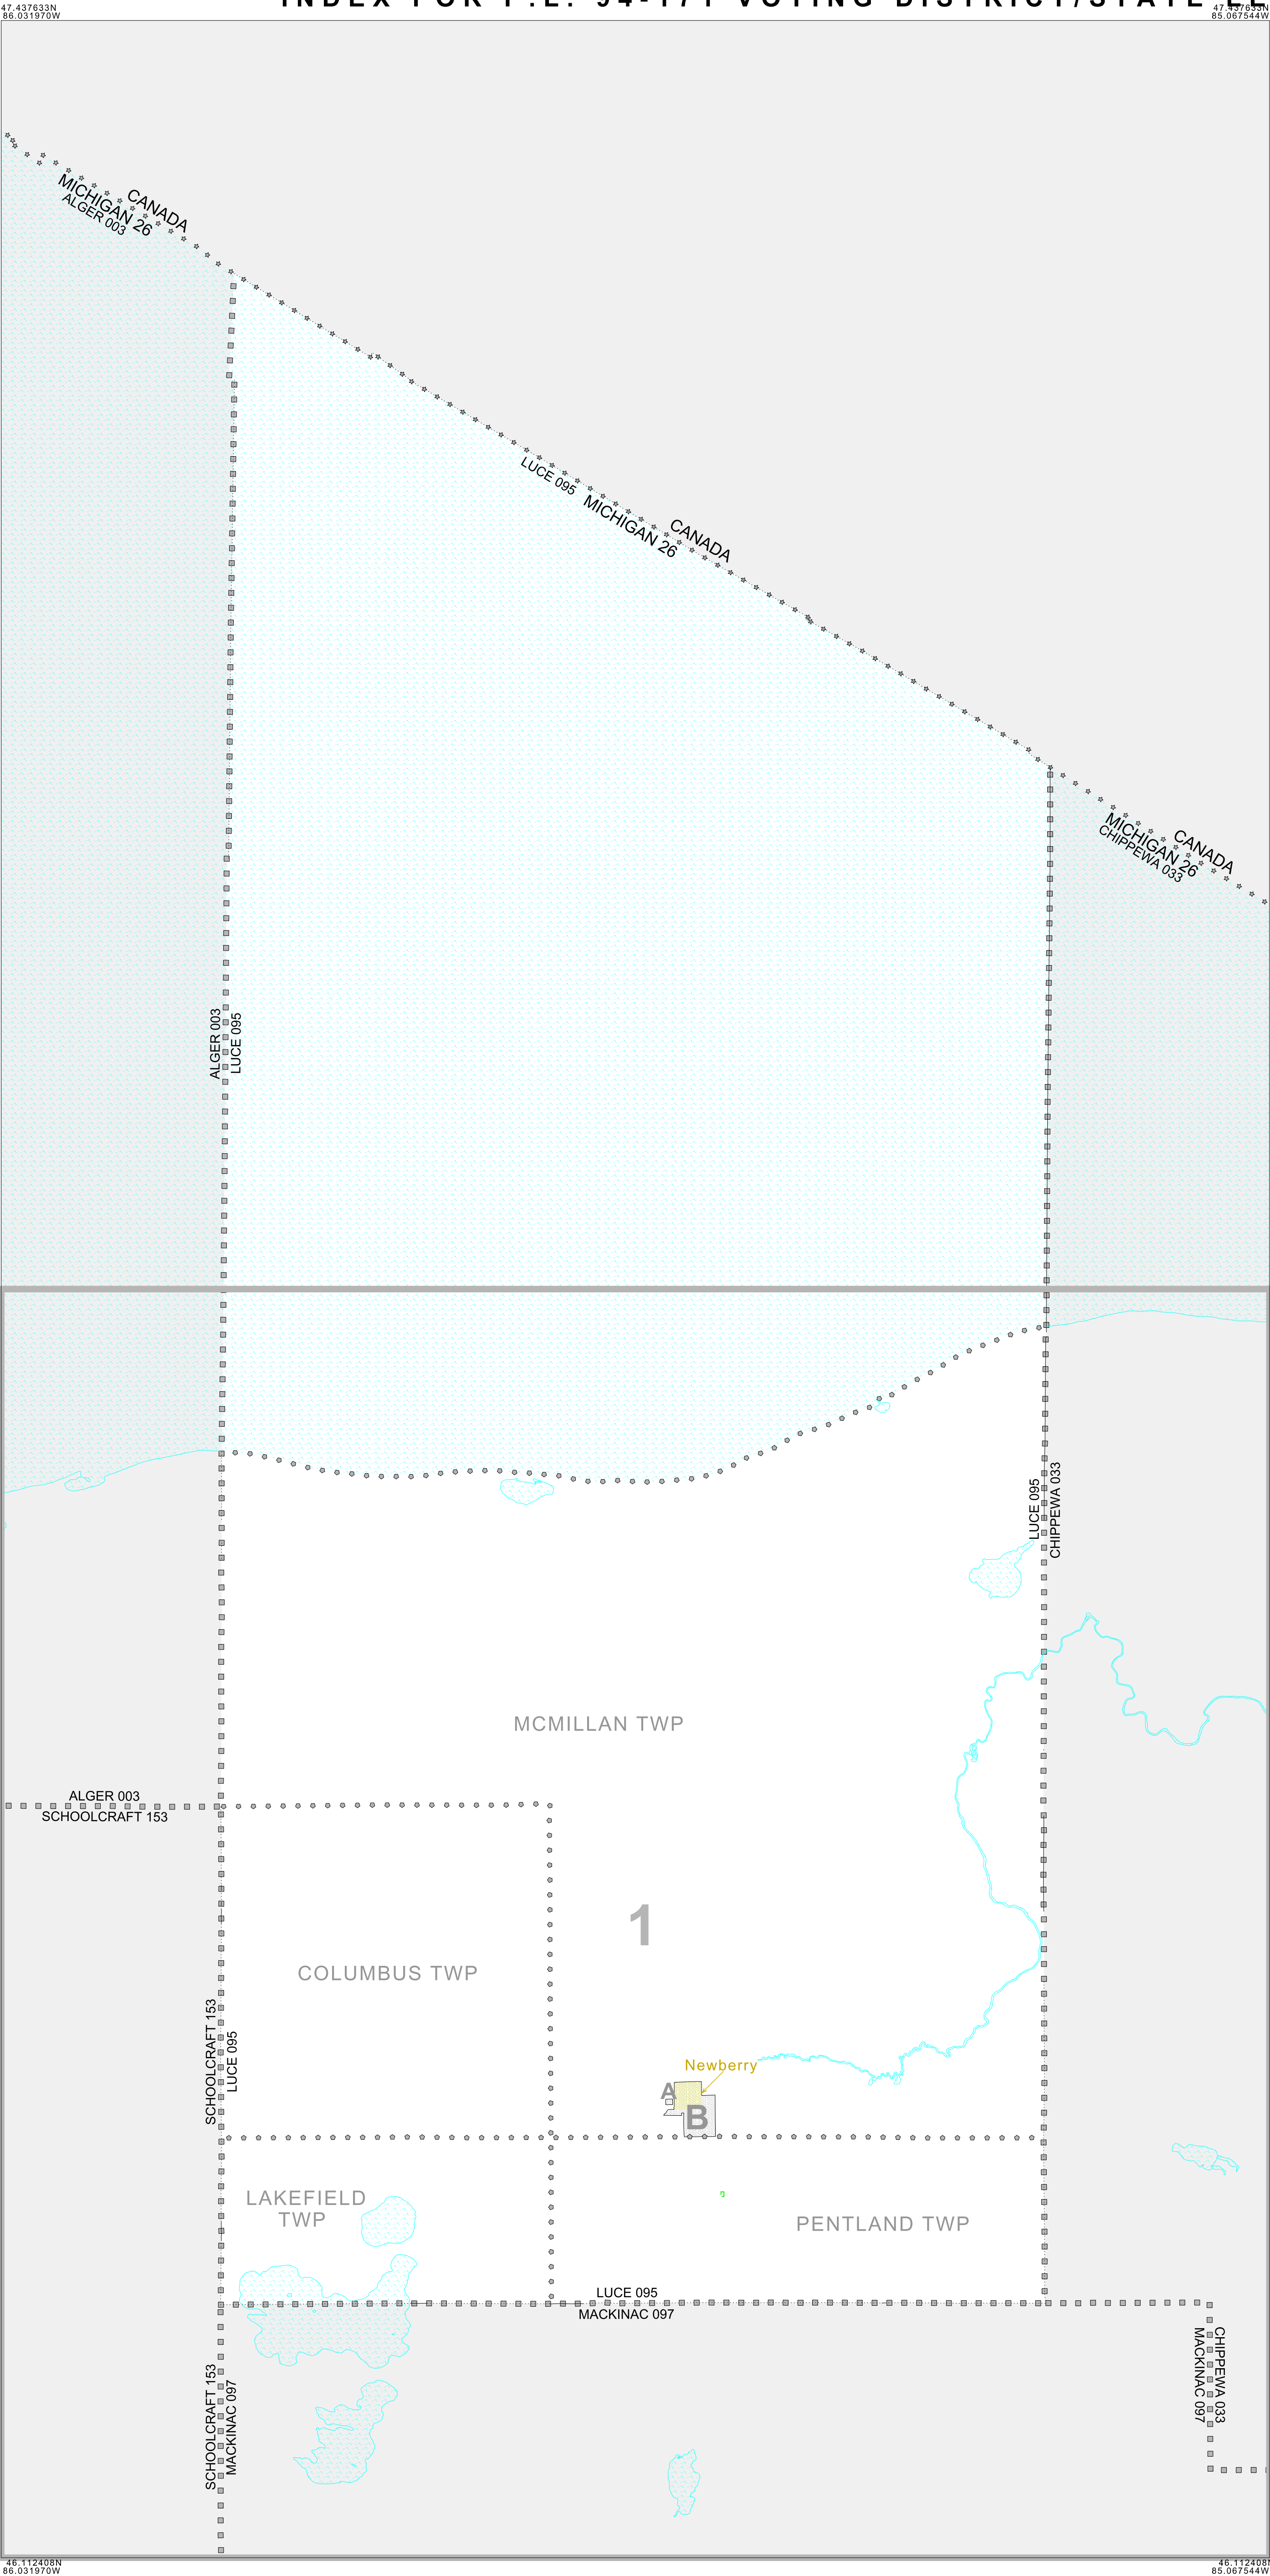 47.437633N
86.031970W
47.437633N
85.067544W
CANADA
MICHIGAN 26
ALGER 003
LUCE 095
MICHIGAN 26
CANADA
CANADA
MICHIGAN 26
CHIPPEWA 033
ALGER 003
LUCE 095
LUCE 095
CHIPPEWA 033
MCMILLAN TWP
ALGER 003
SCHOOLCRAFT 153
1
COLUMBUS TWP
SCHOOLCRAFT 153
LUCE 095
Newberry
A
B
LAKEFIELD
TWP
PENTLAND TWP
LUCE 095
MACKINAC 097
MACKINAC 097
CHIPPEWA 033
SCHOOLCRAFT 153
MACKINAC 097
46.112408N
86.031970W
46.112408N
85.067544W